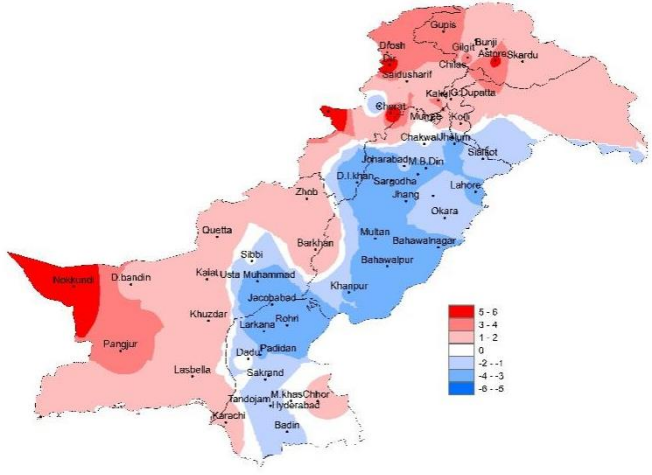 Gupis
Drosh
Bunji
Gilgit
Astore
Skardu
Dir
Chilas
Saidusharif
Kakul
G.Dupatta
Cherat
Murree
Kotli
Chakwal
Jhelum
Sialkot
Joharabad
M.B.Din
D.I.khan
Sargodha
Lahore
Jhang
Zhob
Okara
Quetta
Multan
Barkhan
Bahawalnagar
Sibbi
Bahawalpur
Nokkundi
D.bandin
Kalat
Usta Muhammad
Khanpur
Jacobabad
Khuzdar
Rohri
Larkana
Pangjur
Padidan
Dadu
Lasbella
Sakrand
Tandojam
M.khas
Chhor
Hyderabad
Karachi
Badin
5 - 6
3 - 4
1 - 2
0
-2 - -1
-4 - -3
-6 - -5